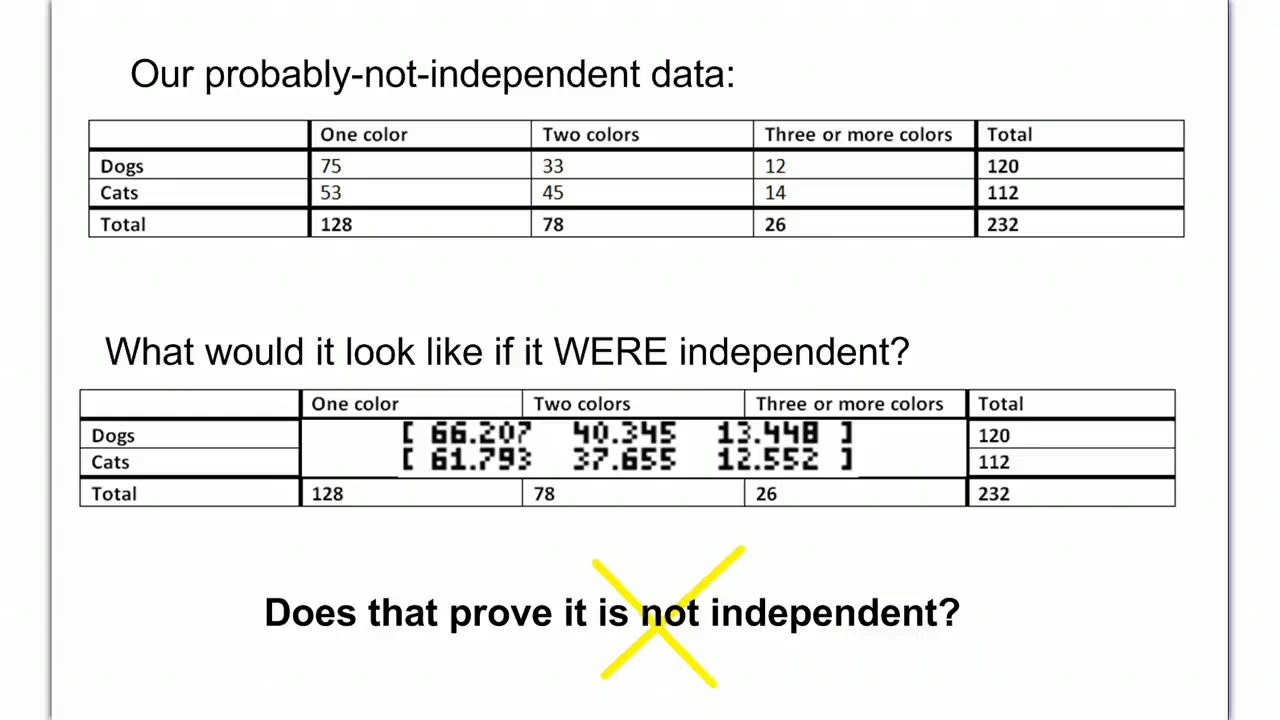 Our probably-not-independent data:
One color Two colors Three or more colors Total
Dogs 75 33 12 120
Cats 53 45 14 112
Total 128 78 26 232
What would it look like if it WERE independent?
One color Two colors Three or more colors Total
Dogs [ 66.207 40.345 13.448 ] 120
Cats [ 61.793 37.655 12.552 ] 112
Total 128 78 26 232
Does that prove it is not independent?